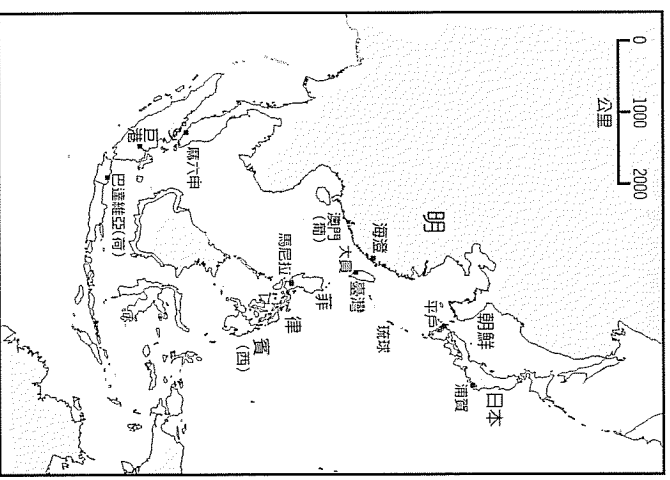 0 1000 2000
公里
明
朝鮮
日本
平戶
浦賀
琉球
海澄
大員
臺灣
澳門
(葡)
馬尼拉
菲律賓
(西)
馬六甲
巨港
巴達維亞(荷)